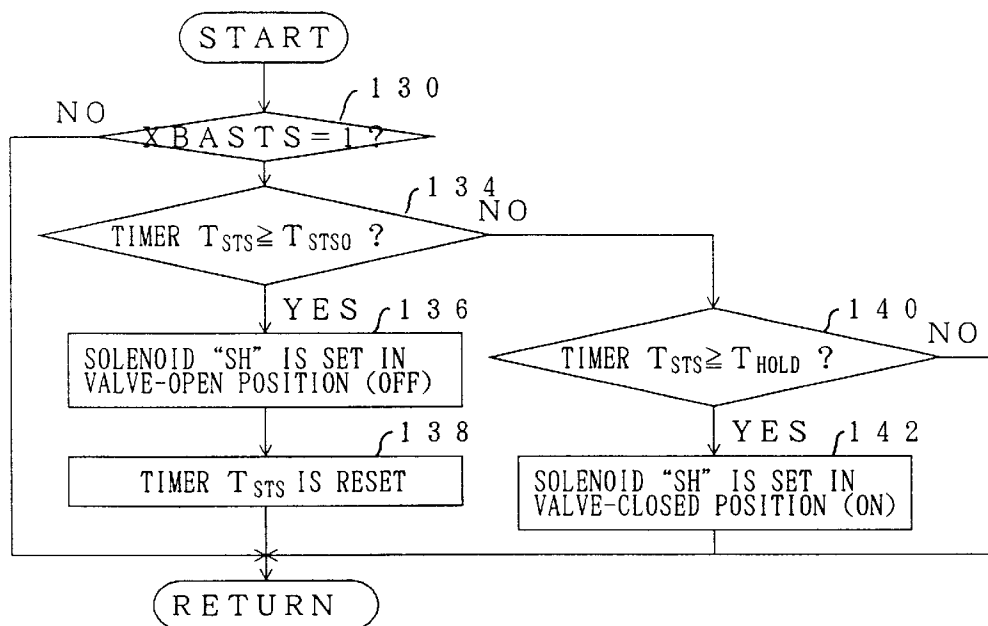 START
130
NO
XBASTS=1?
134
NO
TIMER TSTS≧TSTSO ?
YES
136
SOLENOID “SH” IS SET IN
VALVE-OPEN POSITION (OFF)
138
TIMER TSTS IS RESET
140
NO
TIMER TSTS≧THOLD ?
YES
142
SOLENOID “SH” IS SET IN
VALVE-CLOSED POSITION (ON)
RETURN